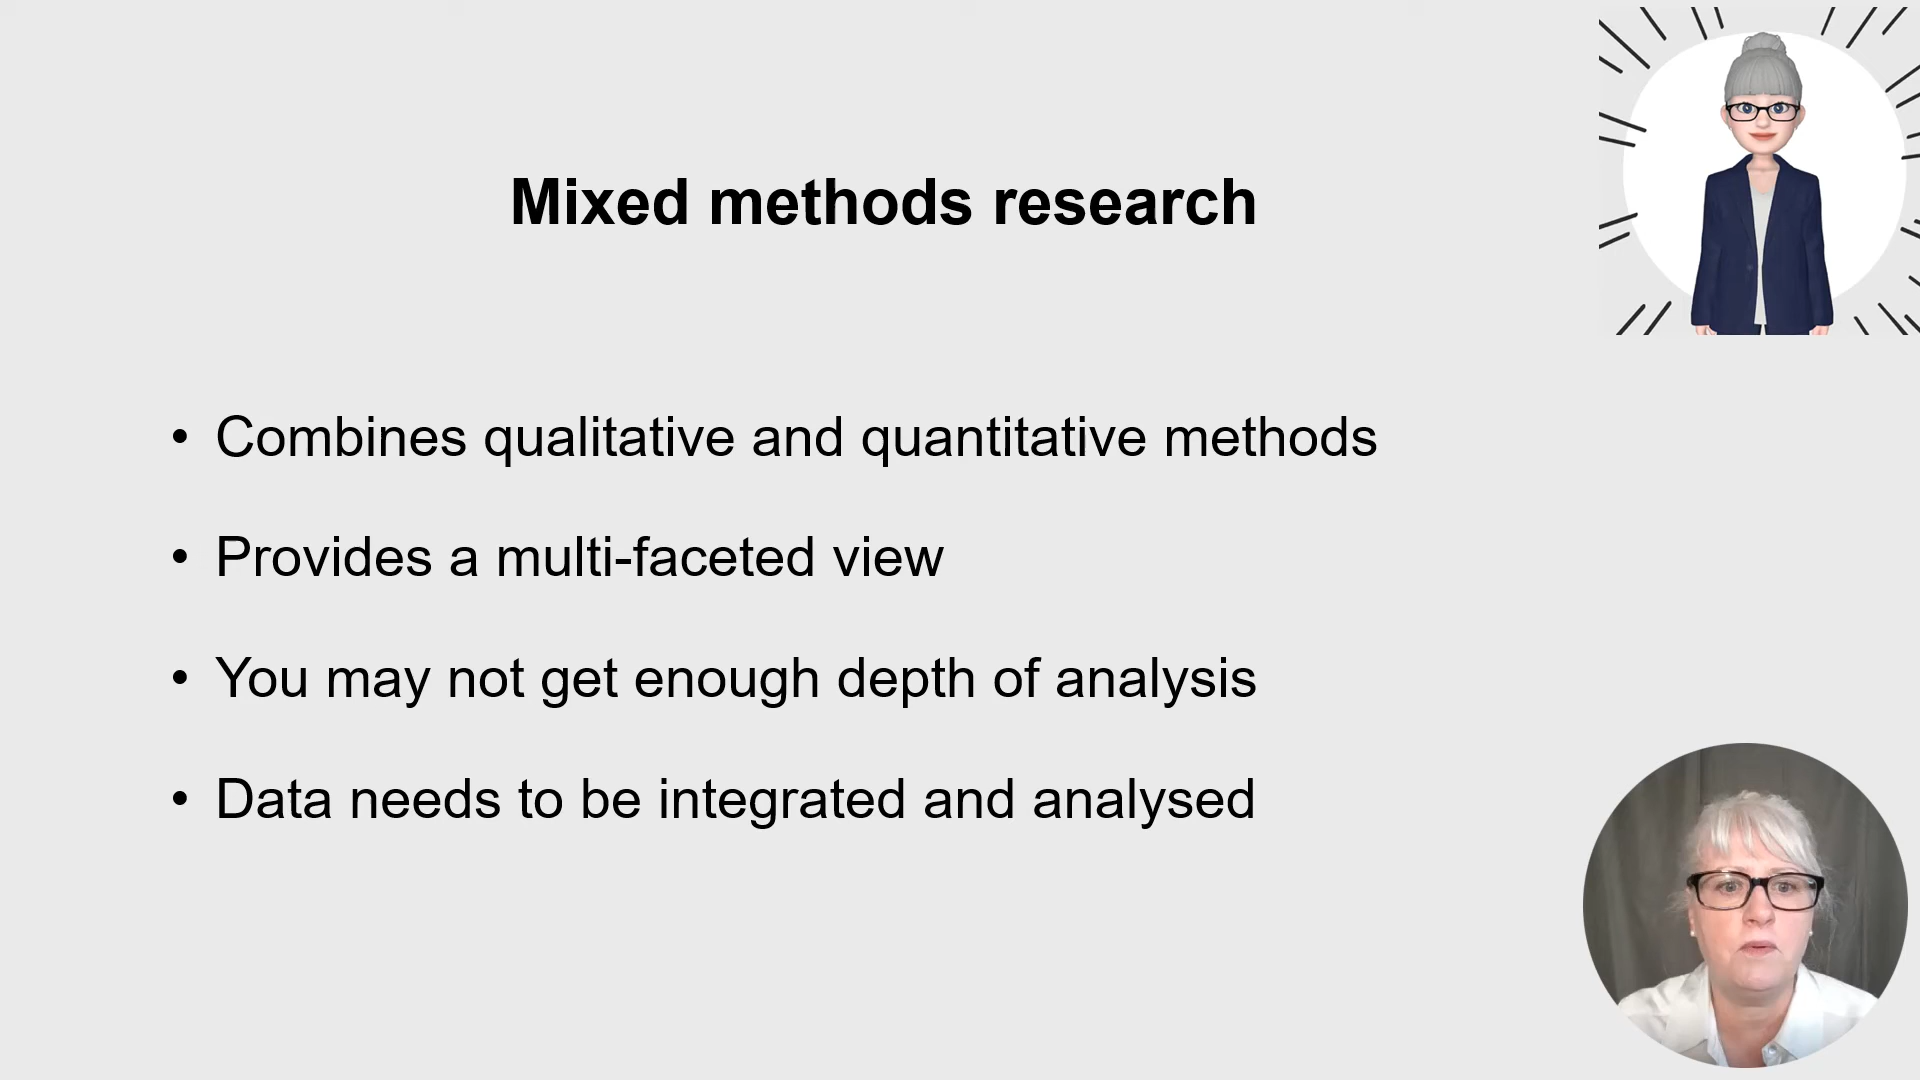 Mixed methods research
• Combines qualitative and quantitative methods
• Provides a multi-faceted view
• You may not get enough depth of analysis
• Data needs to be integrated and analysed